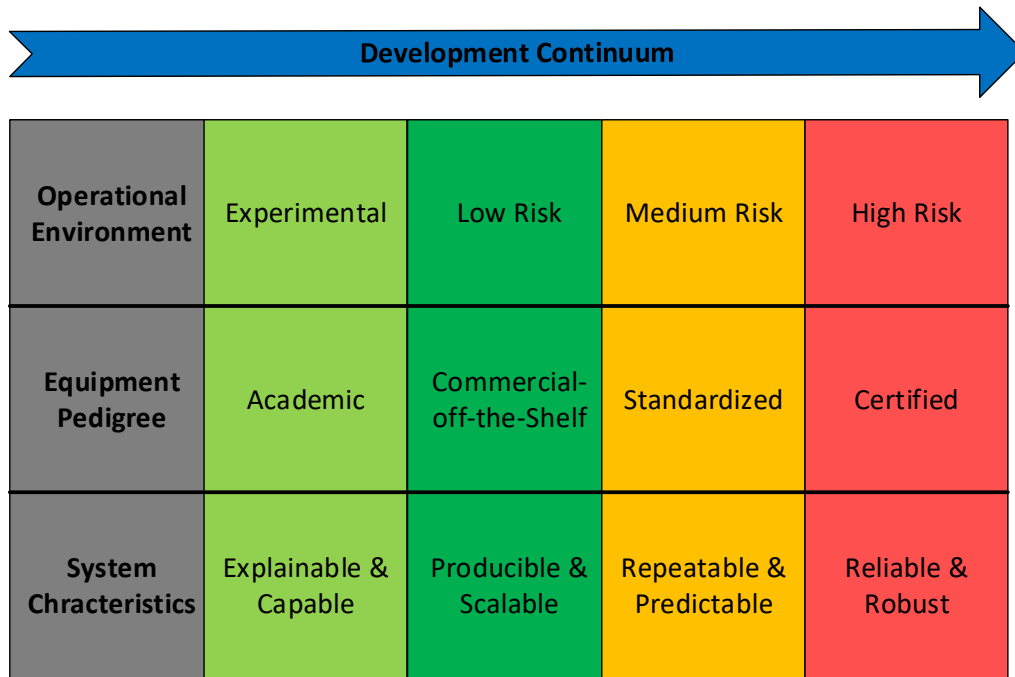 Development Continuum
Operational
Environment
Experimental
Low Risk
Medium Risk
High Risk
Equipment
Pedigree
Academic
Commercial-
off-the-Shelf
Standardized
Certified
System
Chracteristics
Explainable &
Capable
Producible &
Scalable
Repeatable &
Predictable
Reliable &
Robust